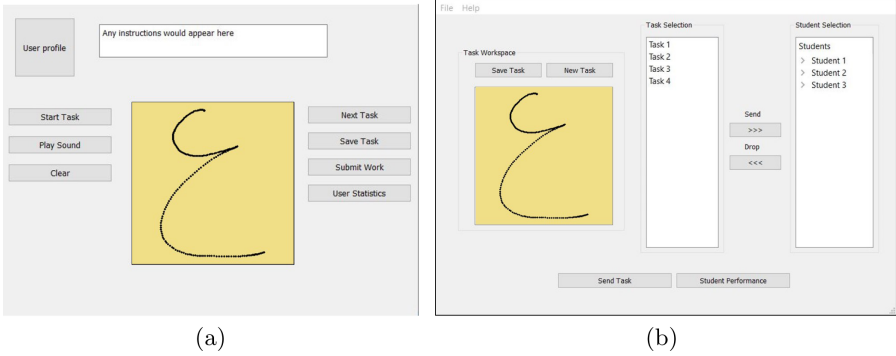 User profile
Any instructions would appear here
Start Task
Play Sound
Clear
ع
Next Task
Save Task
Submit Work
User Statistics
(a)
File Help
Task Workspace
Save Task New Task
ع
Task Selection
Task 1
Task 2
Task 3
Task 4
Send
>>>
Drop
<<<
Student Selection
Students
Student 1
Student 2
Student 3
Send Task Student Performance
(b)